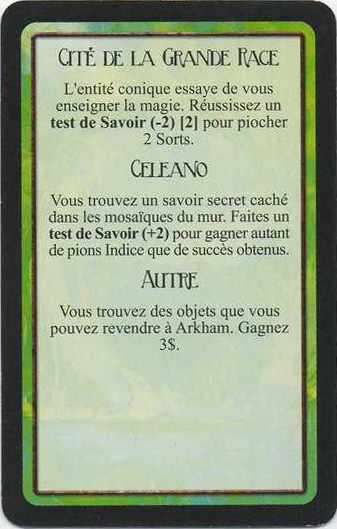 Cité de la Grande Race
L'entité conique essaye de vous
enseigner la magie. Réussissez un
test de Savoir (-2) [2] pour piocher
2 Sorts.
Celeano
Vous trouvez un savoir secret caché
dans les mosaïques du mur. Faites un
test de Savoir (+2) pour gagner autant
de pions Indice que de succès obtenus.
Autre
Vous trouvez des objets que vous
pouvez revendre à Arkham. Gagnez
3$.